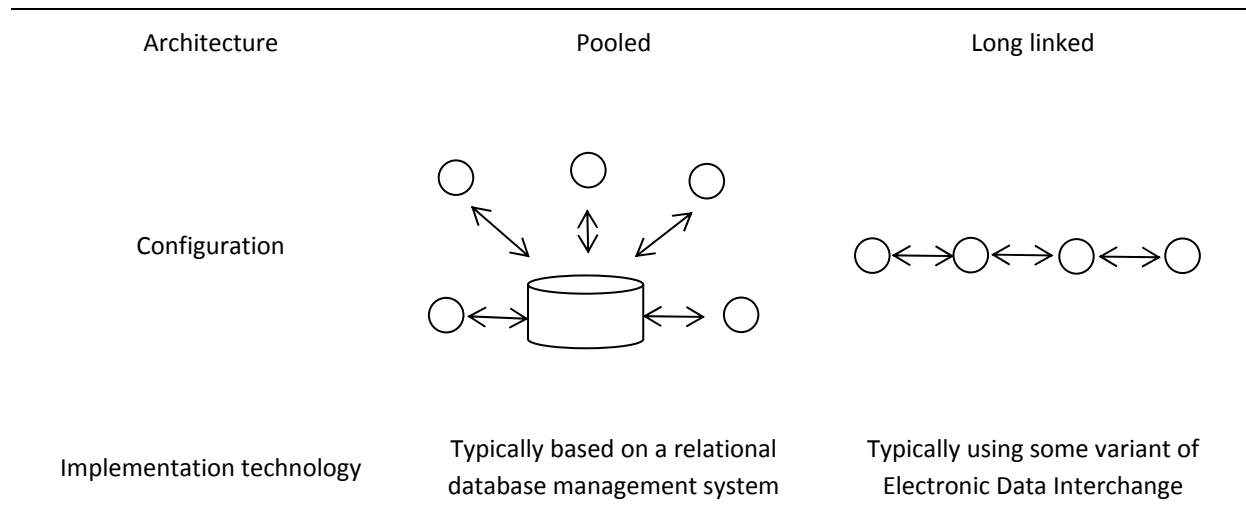 Architecture
Pooled
Long linked
Configuration
Implementation technology
Typically based on a relational
database management system
Typically using some variant of
Electronic Data Interchange